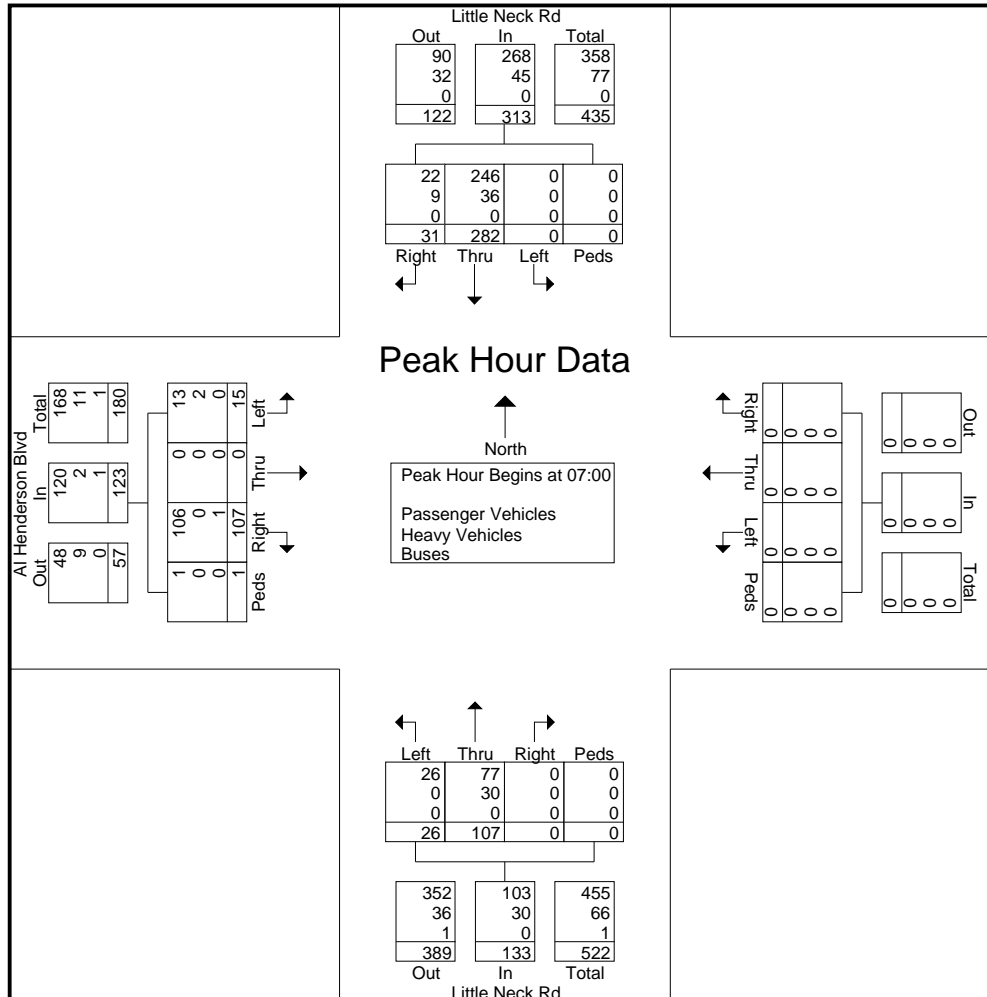 Little Neck Rd
Out In Total
90 268 358
32 45 77
0 0 0
122 313 435
22 246 0 0
9 36 0 0
0 0 0 0
31 282 0 0
Right Thru Left Peds
Peak Hour Data
North
Peak Hour Begins at 07:00
Passenger Vehicles
Heavy Vehicles
Buses
Al Henderson Blvd
Total In Out
168 120 48
11 2 9
1 1 0
180 123 57
13 0 106 1
2 0 0 0
0 0 1 0
15 0 107 1
Left Thru Right Peds
Right Thru Left Peds
0 0 0 0
0 0 0 0
0 0 0 0
0 0 0 0
Out In Total
0 0 0
0 0 0
0 0 0
0 0 0
Left Thru Right Peds
26 77 0 0
0 30 0 0
0 0 0 0
26 107 0 0
352 103 455
36 30 66
1 0 1
389 133 522
Out In Total
Little Neck Rd